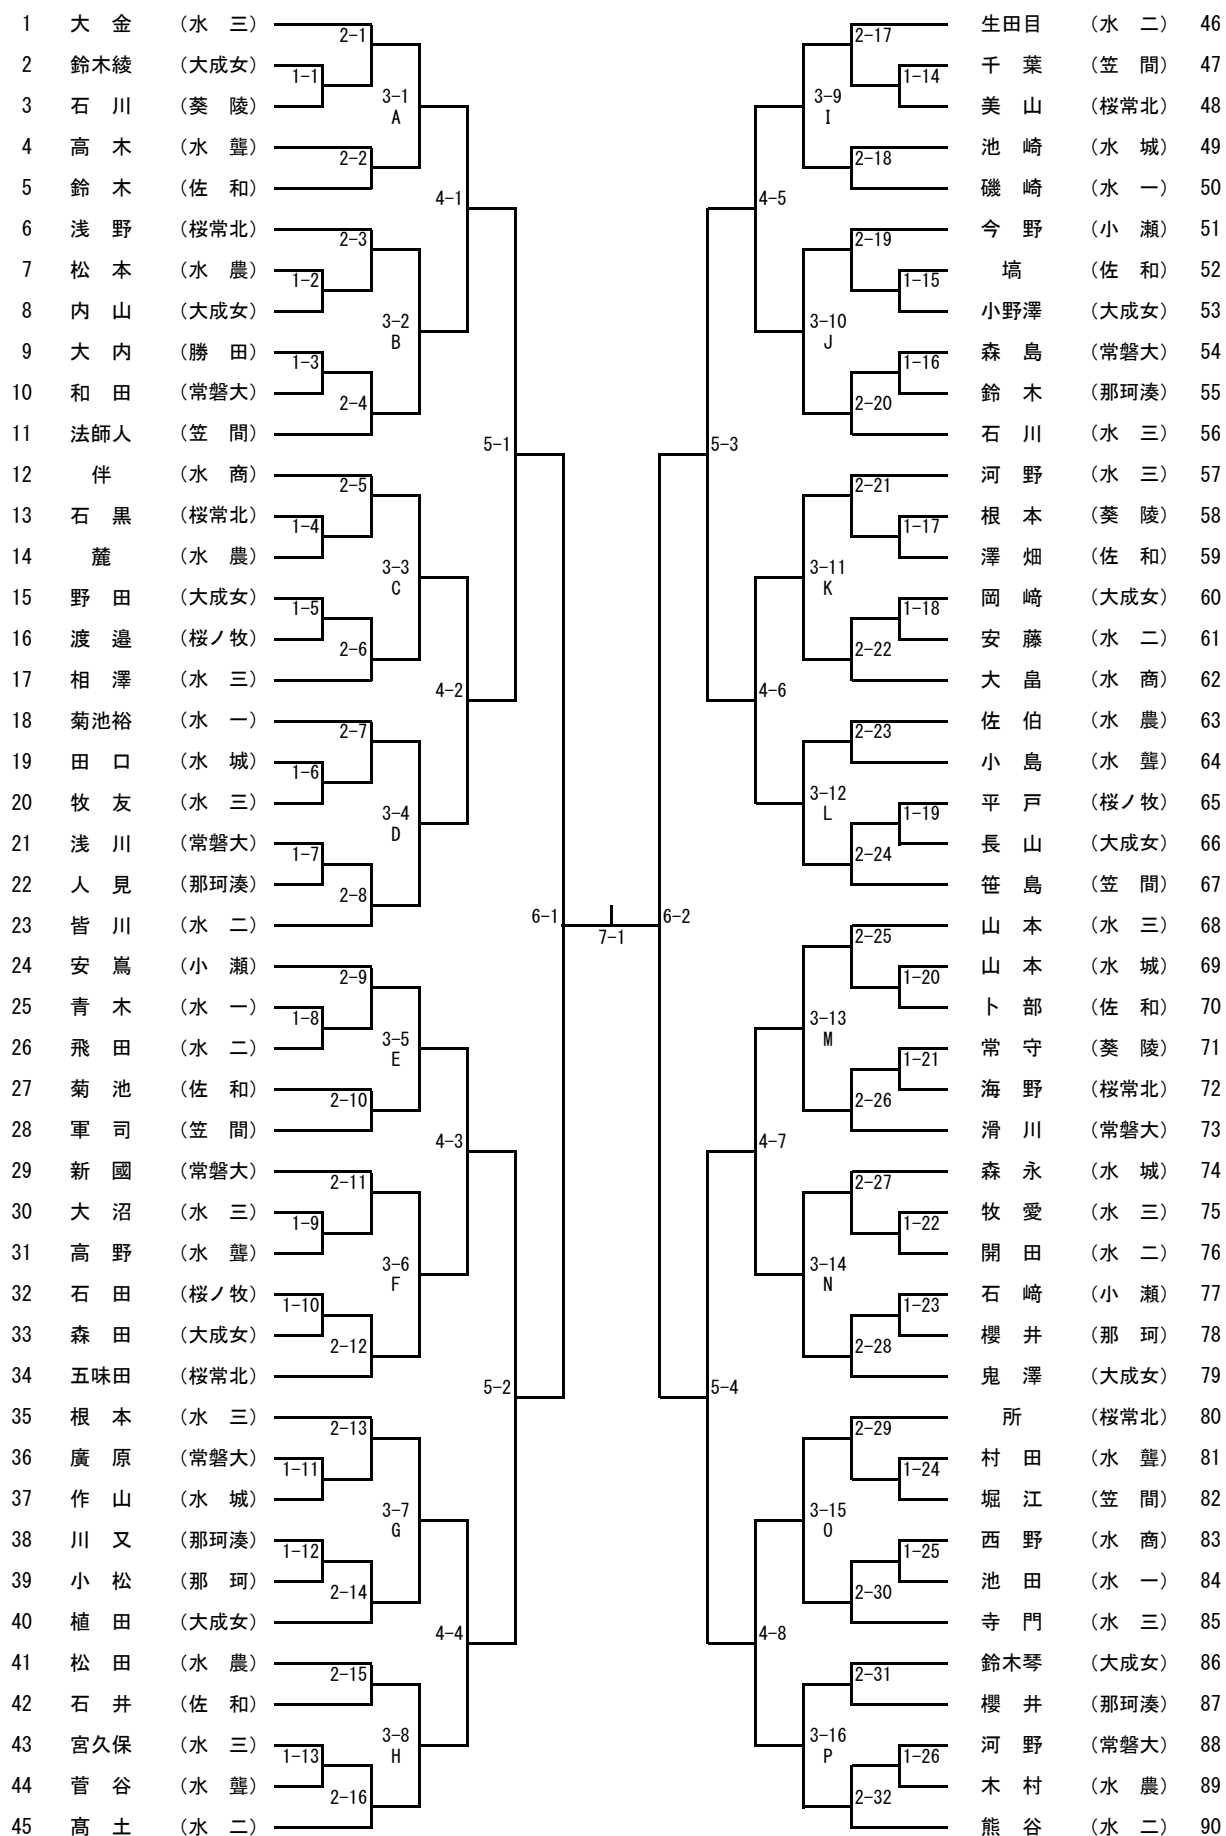 1 大 金 （水 三）
2 鈴木綾 （大成女）
3 石 川 （葵 陵）
4 高 木 （水 聾）
5 鈴 木 （佐 和）
6 浅 野 （桜常北）
7 松 本 （水 農）
8 内 山 （大成女）
9 大 内 （勝 田）
10 和 田 （常磐大）
11 法師人 （笠 間）
12 伴 （水 商）
13 石 黒 （桜常北）
14 麓 （水 農）
15 野 田 （大成女）
16 渡 邉 （桜ノ牧）
17 相 澤 （水 三）
18 菊池裕 （水 一）
19 田 口 （水 城）
20 牧 友 （水 三）
21 浅 川 （常磐大）
22 人 見 （那珂湊）
23 皆 川 （水 二）
24 安 嶌 （小 瀬）
25 青 木 （水 一）
26 飛 田 （水 二）
27 菊 池 （佐 和）
28 軍 司 （笠 間）
29 新 國 （常磐大）
30 大 沼 （水 三）
31 高 野 （水 聾）
32 石 田 （桜ノ牧）
33 森 田 （大成女）
34 五味田 （桜常北）
35 根 本 （水 三）
36 廣 原 （常磐大）
37 作 山 （水 城）
38 川 又 （那珂湊）
39 小 松 （那 珂）
40 植 田 （大成女）
41 松 田 （水 農）
42 石 井 （佐 和）
43 宮久保 （水 三）
44 菅 谷 （水 聾）
45 髙 土 （水 二）
1-1
1-2
1-3
1-4
1-5
1-6
1-7
1-8
1-9
1-10
1-11
1-12
1-13
2-1
2-2
2-3
2-4
2-5
2-6
2-7
2-8
2-9
2-10
2-11
2-12
2-13
2-14
2-15
2-16
3-1
A
3-2
B
3-3
C
3-4
D
3-5
E
3-6
F
3-7
G
3-8
H
4-1
4-2
4-3
4-4
5-1
5-2
6-1
7-1
6-2
5-3
5-4
4-5
4-6
4-7
4-8
3-9
I
3-10
J
3-11
K
3-12
L
3-13
M
3-14
N
3-15
O
3-16
P
2-17
2-18
2-19
2-20
2-21
2-22
2-23
2-24
2-25
2-26
2-27
2-28
2-29
2-30
2-31
2-32
1-14
1-15
1-16
1-17
1-18
1-19
1-20
1-21
1-22
1-23
1-24
1-25
1-26
生田目 （水 二） 46
千 葉 （笠 間） 47
美 山 （桜常北） 48
池 崎 （水 城） 49
磯 崎 （水 一） 50
今 野 （小 瀬） 51
塙 （佐 和） 52
小野澤 （大成女） 53
森 島 （常磐大） 54
鈴 木 （那珂湊） 55
石 川 （水 三） 56
河 野 （水 三） 57
根 本 （葵 陵） 58
澤 畑 （佐 和） 59
岡 﨑 （大成女） 60
安 藤 （水 二） 61
大 畠 （水 商） 62
佐 伯 （水 農） 63
小 島 （水 聾） 64
平 戸 （桜ノ牧） 65
長 山 （大成女） 66
笹 島 （笠 間） 67
山 本 （水 三） 68
山 本 （水 城） 69
卜 部 （佐 和） 70
常 守 （葵 陵） 71
海 野 （桜常北） 72
滑 川 （常磐大） 73
森 永 （水 城） 74
牧 愛 （水 三） 75
開 田 （水 二） 76
石 﨑 （小 瀬） 77
櫻 井 （那 珂） 78
鬼 澤 （大成女） 79
所 （桜常北） 80
村 田 （水 聾） 81
堀 江 （笠 間） 82
西 野 （水 商） 83
池 田 （水 一） 84
寺 門 （水 三） 85
鈴木琴 （大成女） 86
櫻 井 （那珂湊） 87
河 野 （常磐大） 88
木 村 （水 農） 89
熊 谷 （水 二） 90